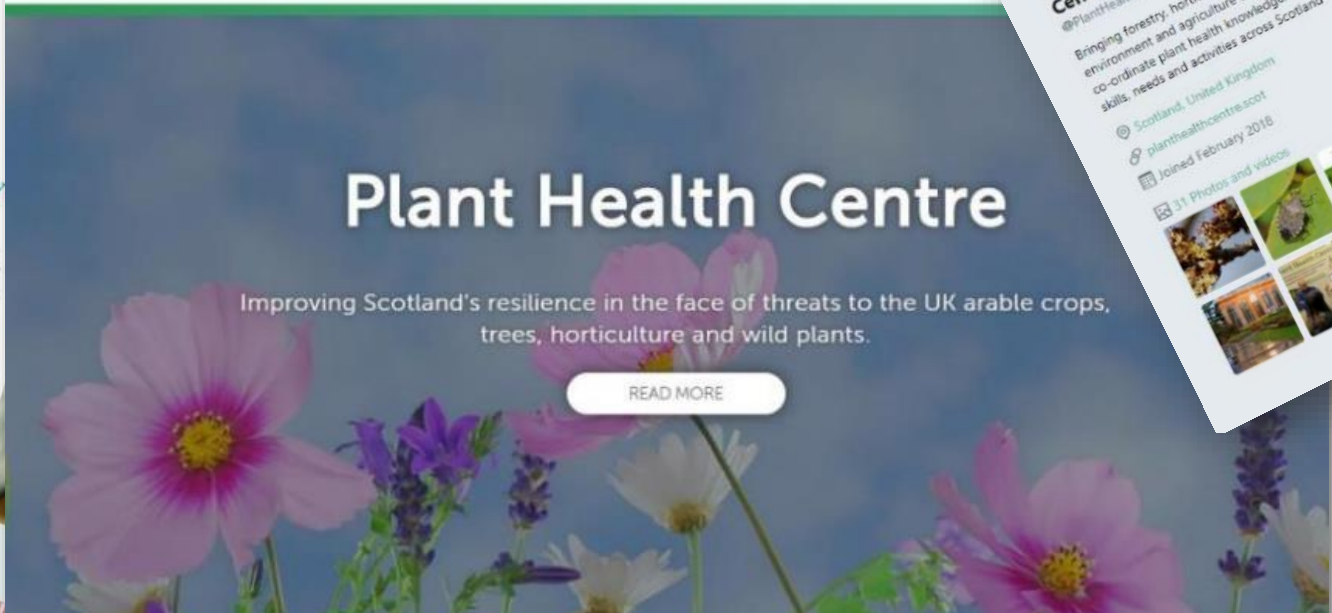 Plant Health Centre
Improving Scotland's resilience in the face of threats to the UK arable crops,
trees, horticulture and wild plants.
READ MORE
Bringing forestry,
environment and agriculture
co-ordinate plant health
skills, needs and activities across Scotland
Scotland, United Kingdom
planthealthcentre.scot
Joined February 2018
31 Photos and videos